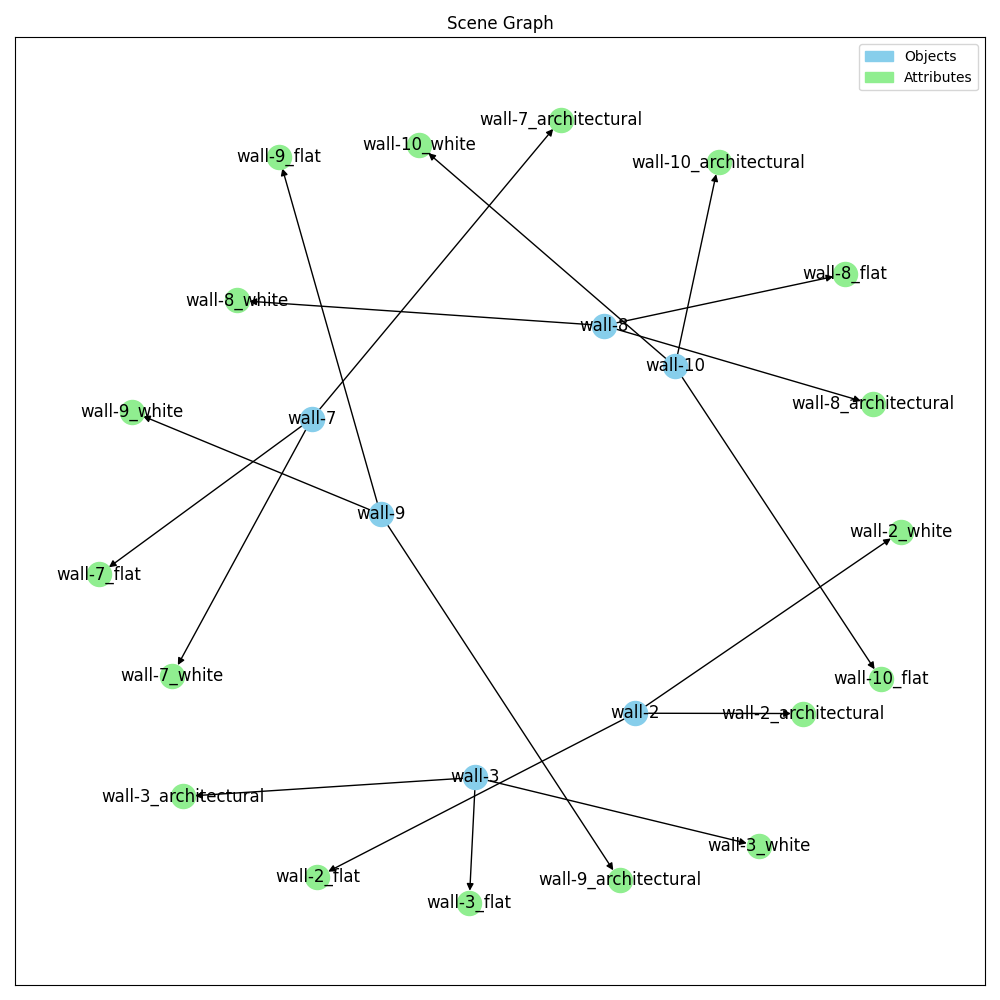 Scene Graph
Objects
Attributes
wall-7_architectural
wall-10_white
wall-9_flat
wall-10_architectural
wall-8_flat
wall-8_white
wall-8
wall-10
wall-8_architectural
wall-9_white
wall-7
wall-9
wall-2_white
wall-7_flat
wall-7_white
wall-10_flat
wall-2
wall-2_architectural
wall-3
wall-3_architectural
wall-3_white
wall-2_flat
wall-9_architectural
wall-3_flat